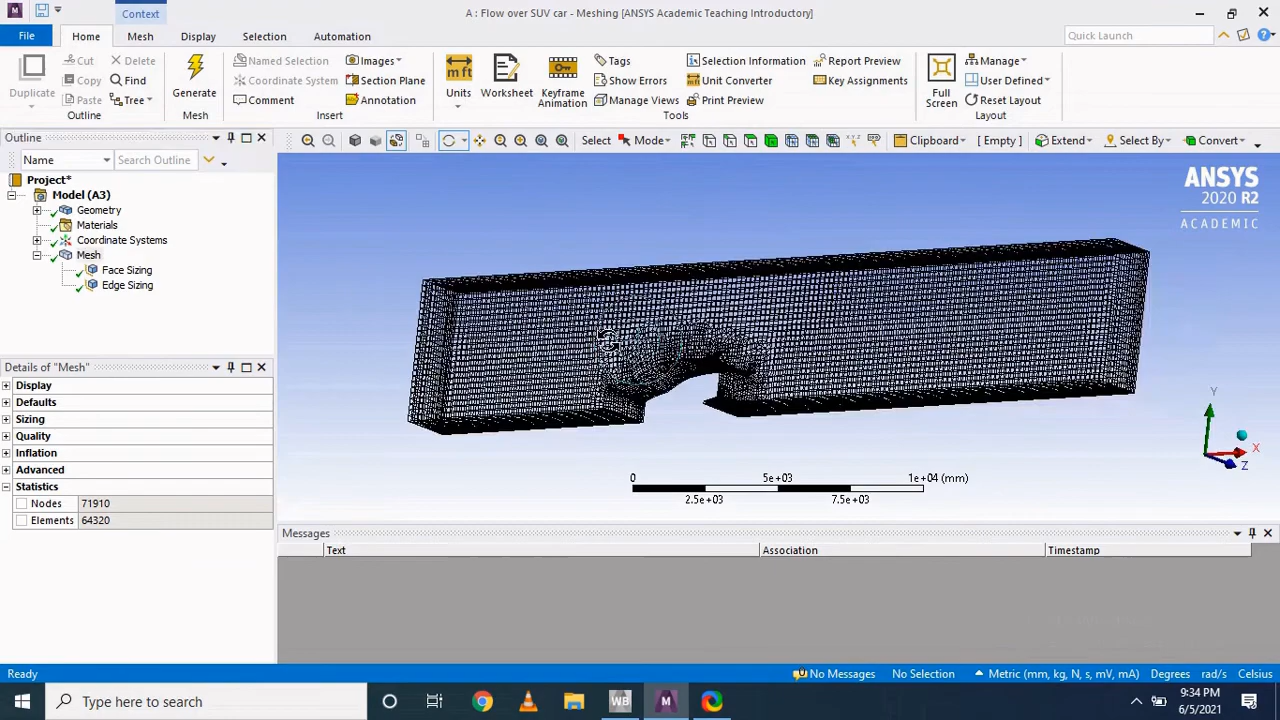 Context
A : Flow over SUV car - Meshing [ANSYS Academic Teaching Introductory]
File Home Mesh Display Selection Automation
Quick Launch
Duplicate
Cut
Copy
Paste
Delete
Find
Tree
Outline
Generate
Mesh
Named Selection
Coordinate System
Comment
Images
Section Plane
Annotation
Insert
Units
Worksheet
Keyframe
Animation
Tags
Show Errors
Manage Views
Selection Information
Unit Converter
Print Preview
Report Preview
Key Assignments
Tools
Full
Screen
Manage
User Defined
Reset Layout
Layout
Outline
Select Mode Clipboard [ Empty ] Extend Select By Convert
Name Search Outline
Project*
Model (A3)
Geometry
Materials
Coordinate Systems
Mesh
Face Sizing
Edge Sizing
ANSYS
2020 R2
ACADEMIC
Details of "Mesh"
Display
Defaults
Sizing
Quality
Inflation
Advanced
Statistics
Nodes 71910
Elements 64320
Y
X
Z
0 5e+03 1e+04 (mm)
2.5e+03 7.5e+03
Messages
Text Association Timestamp
Ready No Messages No Selection Metric (mm, kg, N, s, mV, mA) Degrees rad/s Celsius
Type here to search
WB
M
9:34 PM
6/5/2021